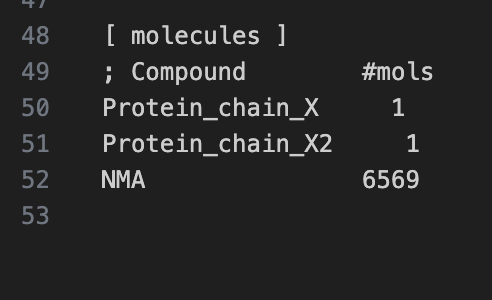 47
48 [ molecules ]
49 ; Compound #mols
50 Protein_chain_X 1
51 Protein_chain_X2 1
52 NMA 6569
53